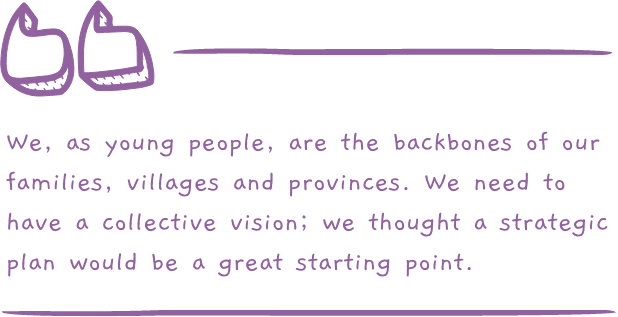 We, as young people, are the backbones of our
families, villages and provinces. We need to
have a collective vision; we thought a strategic
plan would be a great starting point.